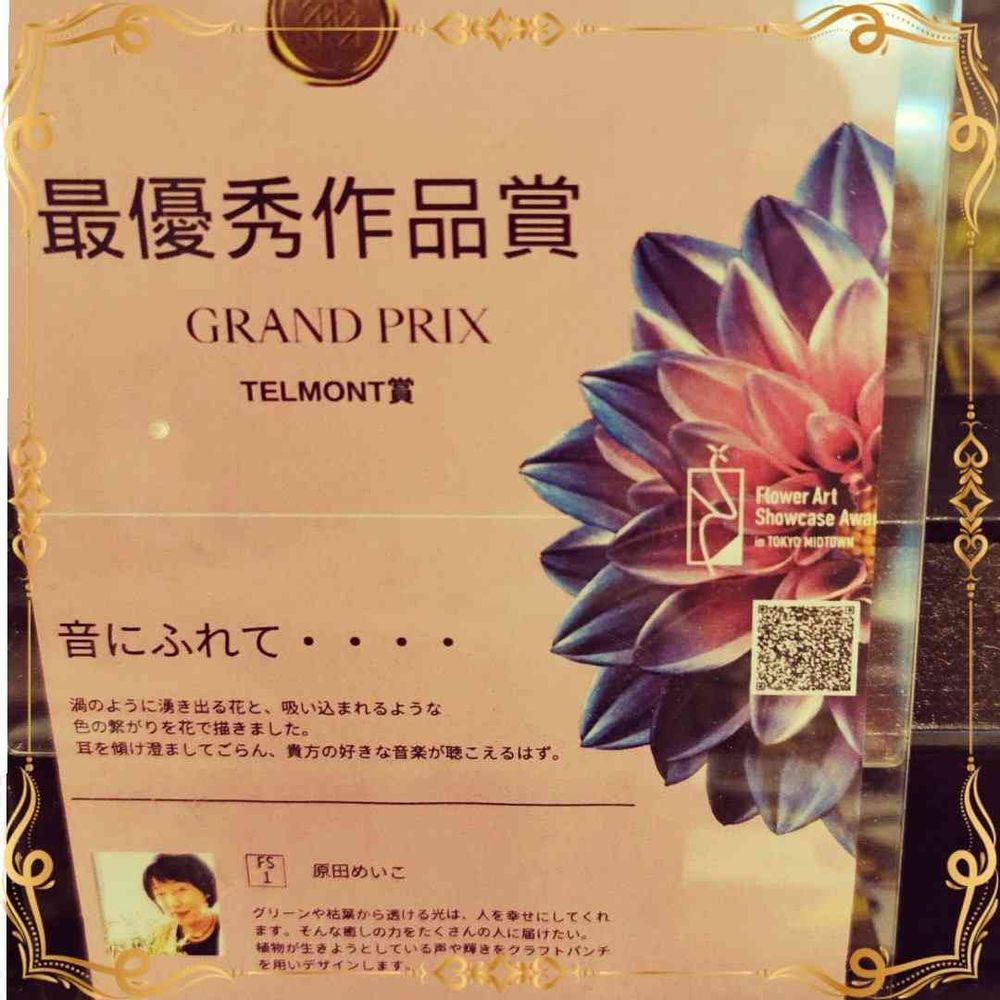 最優秀作品賞
GRAND PRIX
TELMONT賞
Flower Art
Showcase Awa
in TOKYO MIDTOWN
音にふれて・・・・
渦のように湧き出る花と、吸い込まれるような
色の繋がりを花で描きました。
耳を傾け澄ましてごらん、貴方の好きな音楽が聴こえるはず。
FS
1
原田めいこ
グリーンや枯葉から透ける光は、人を幸せにしてくれ
ます。そんな癒しの力をたくさんの人に届けたい。
植物が生きようとしている声や輝きをクラフトパンチ
を用いデザインします。